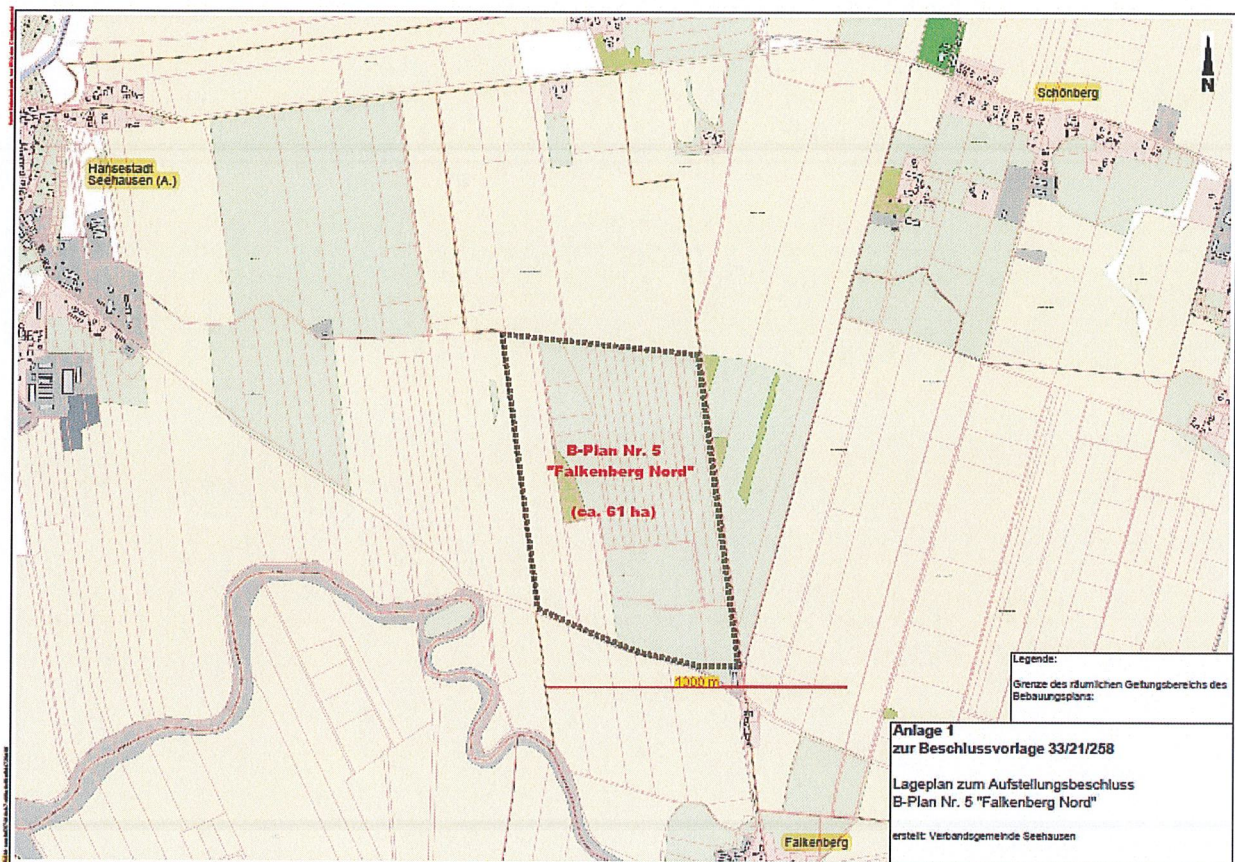 N
Schönberg
Hansestadt
Seehausen (A.)
B-Plan Nr. 5
"Falkenberg Nord"
(ca. 61 ha)
1000 m
Falkenberg
Legende:
Grenze des räumlichen Geltungsbereichs des
Bebauungsplans:
Anlage 1
zur Beschlussvorlage 33/21/258
Lageplan zum Aufstellungsbeschluss
B-Plan Nr. 5 "Falkenberg Nord"
erstellt: Verbandsgemeinde Seehausen